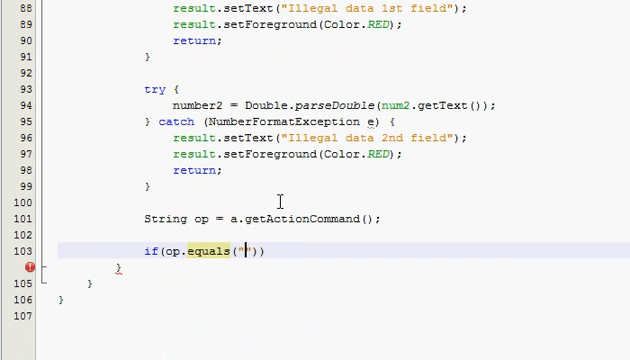 88 result.setText("Illegal data 1st field");
89 result.setForeground(Color.RED);
90 return;
91 }
92
93 try {
94 number2 = Double.parseDouble(num2.getText());
95 } catch (NumberFormatException e) {
96 result.setText("Illegal data 2nd field");
97 result.setForeground(Color.RED);
98 return;
99 }
100
101 String op = a.getActionCommand();
102
103 if(op.equals(""))
}
105 }
106 }
107